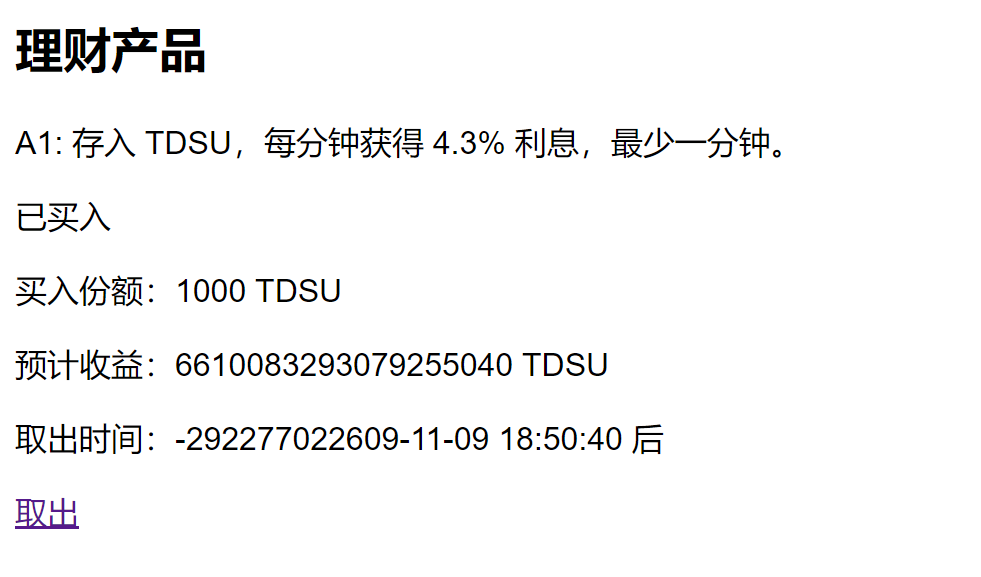 理财产品
A1: 存入 TDSU，每分钟获得 4.3% 利息，最少一分钟。
已买入
买入份额：1000 TDSU
预计收益：6610083293079255040 TDSU
取出时间：-292277022609-11-09 18:50:40 后
取出